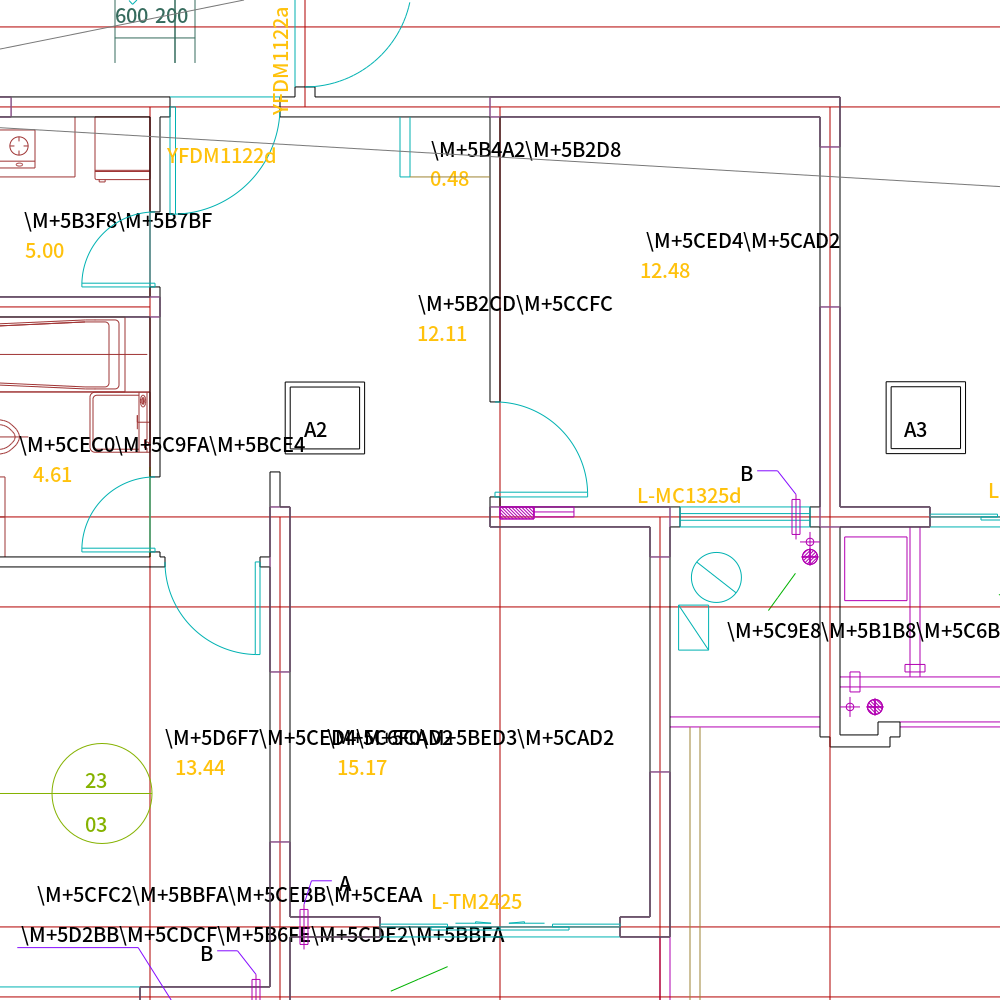 600 200
YFDM1122a
YFDM1122d
\M+5B4A2\M+5B2D8
0.48
\M+5B3F8\M+5B7BF
5.00
\M+5CED4\M+5CAD2
12.48
\M+5B2CD\M+5CCFC
12.11
A2
A3
\M+5CEC0\M+5C9FA\M+5BCE4
4.61
B
L-MC1325d
L
\M+5C9E8\M+5B1B8\M+5C6B
\M+5D6F7\M+5CED4\M+5CAD2
\M+5BED3\M+5CAD2
13.44
15.17
23
03
A
\M+5CFC2\M+5BBFA\M+5CEBB\M+5CEAA
L-TM2425
\M+5D2BB\M+5CDCF\M+5B6FE\M+5CDE2\M+5BBFA
B